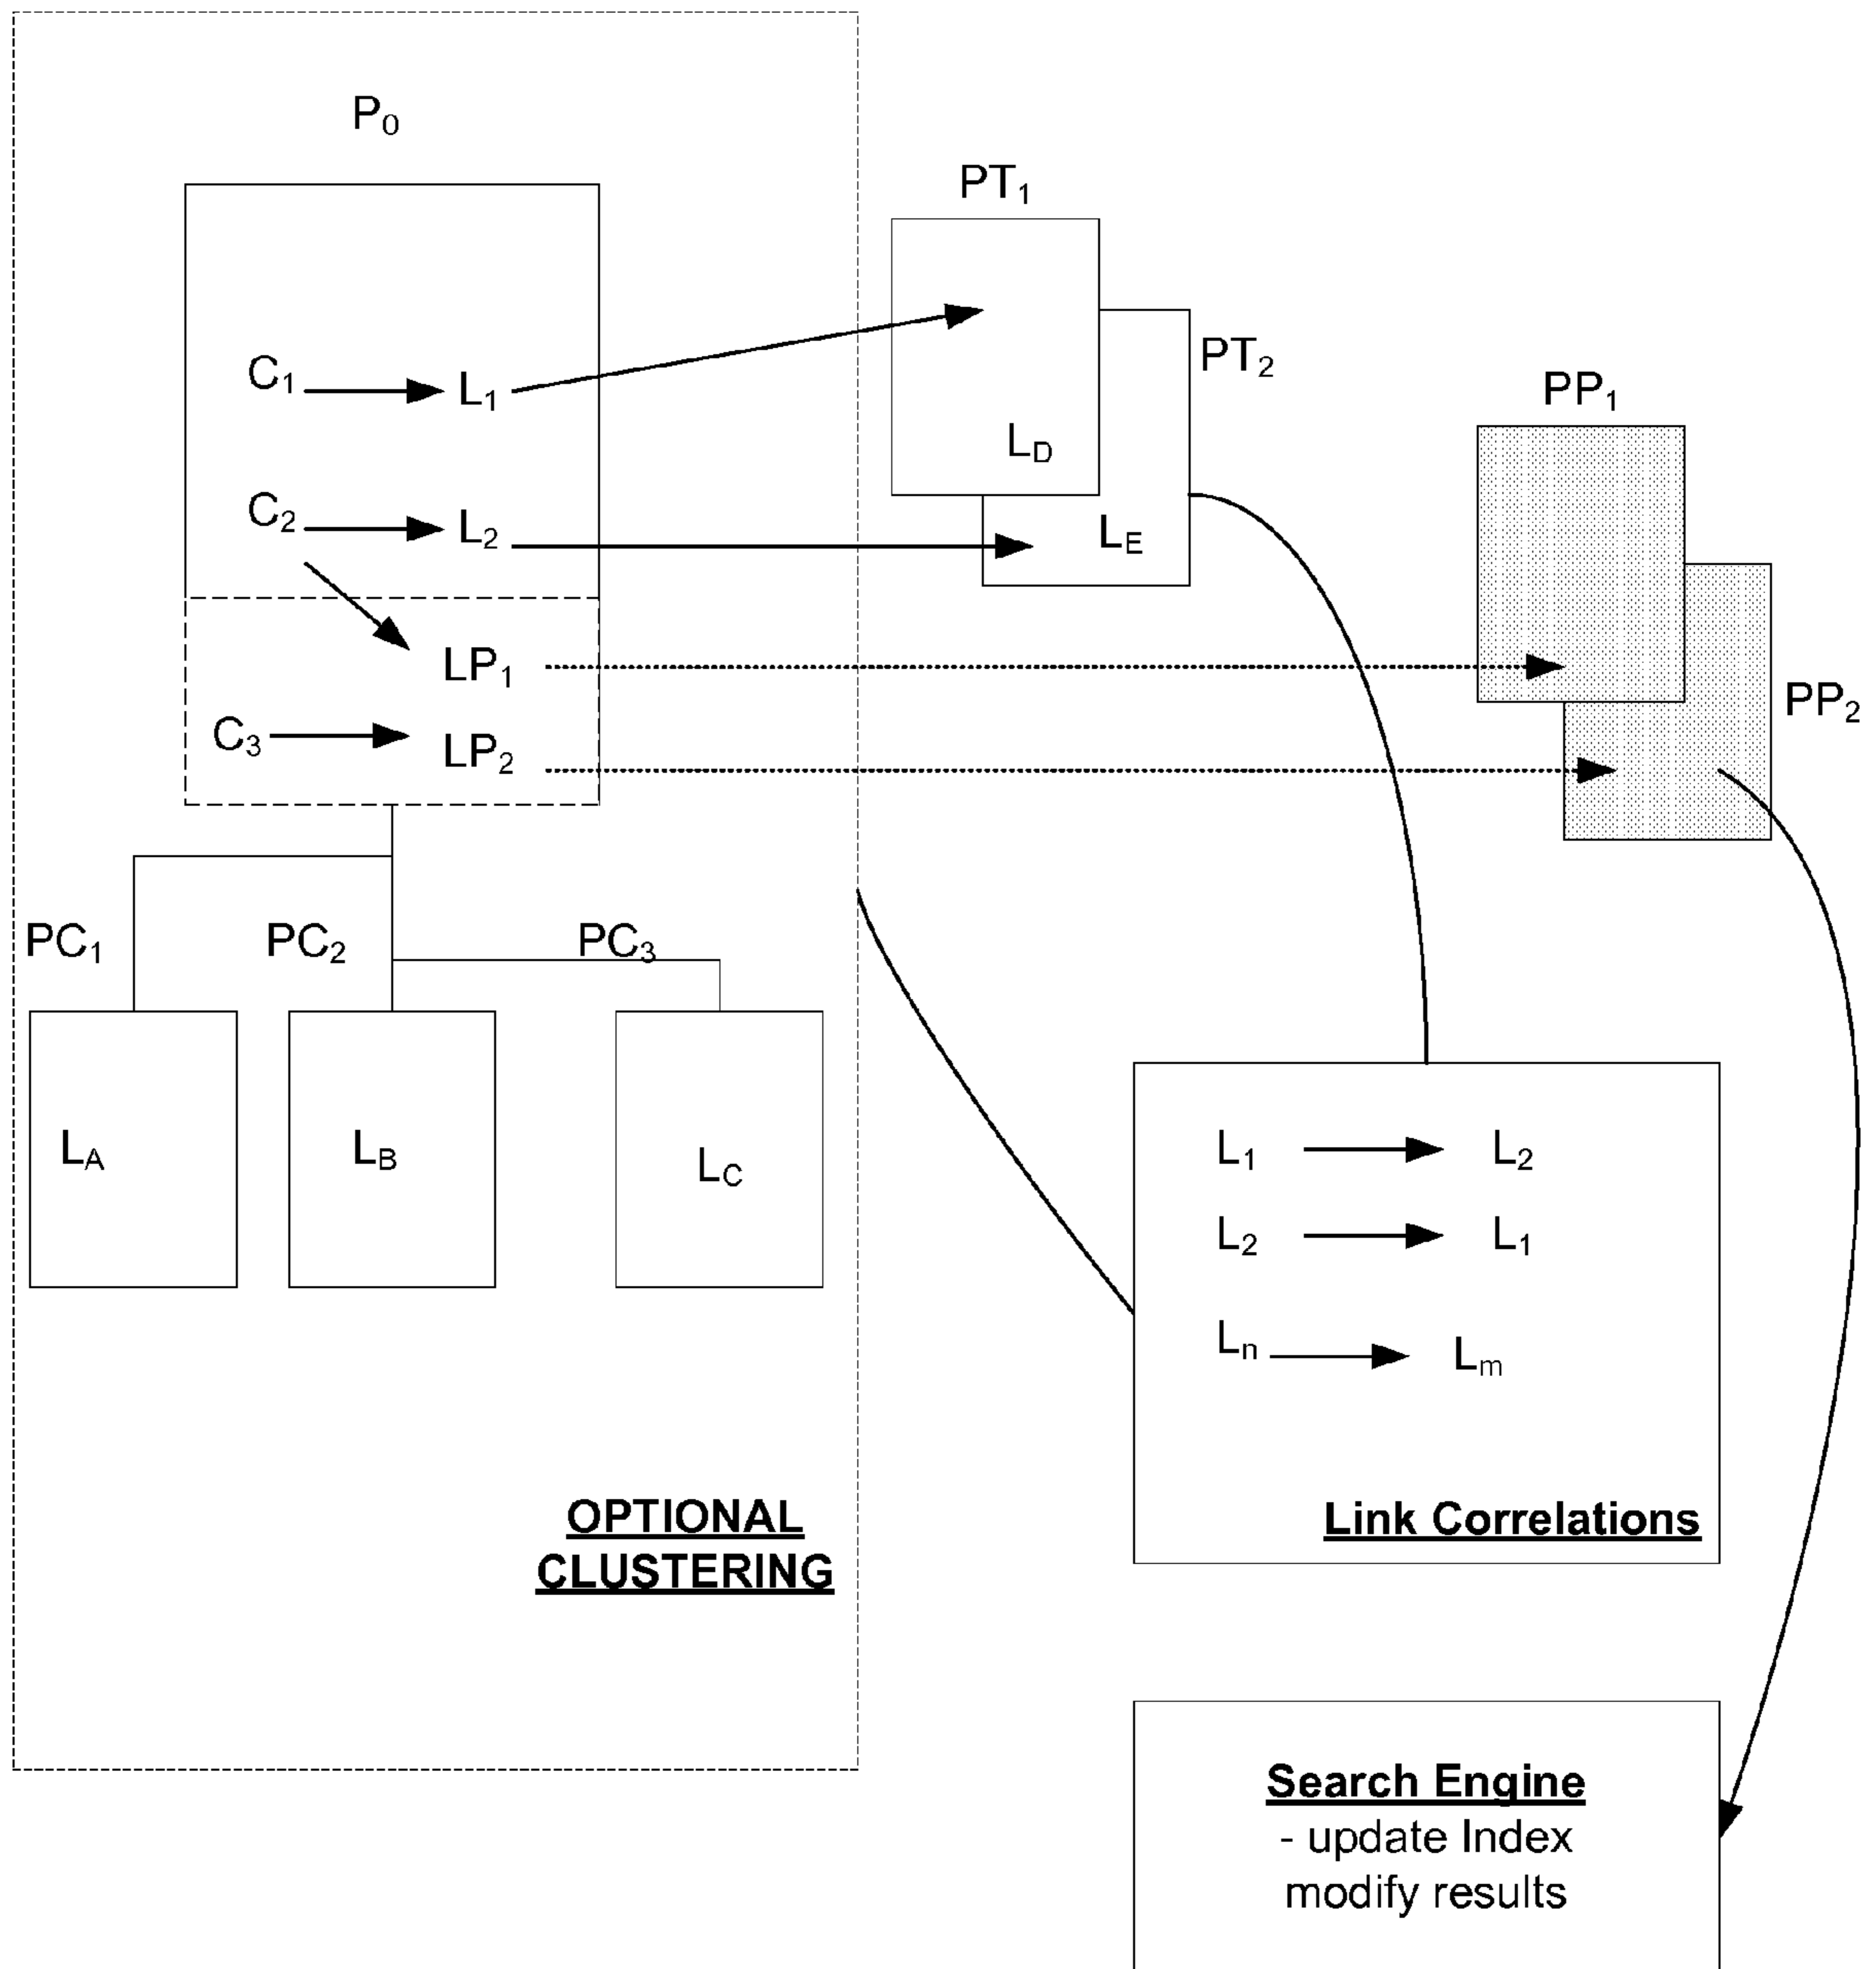 P0
PT1
C1 L1
PT2
PP1
LD
C2 L2
LE
LP1
PP2
C3 LP2
PC1 PC2 PC3
LA LB LC
L1 L2
L2 L1
Ln Lm
OPTIONAL
CLUSTERING
Link Correlations
Search Engine
- update Index
modify results